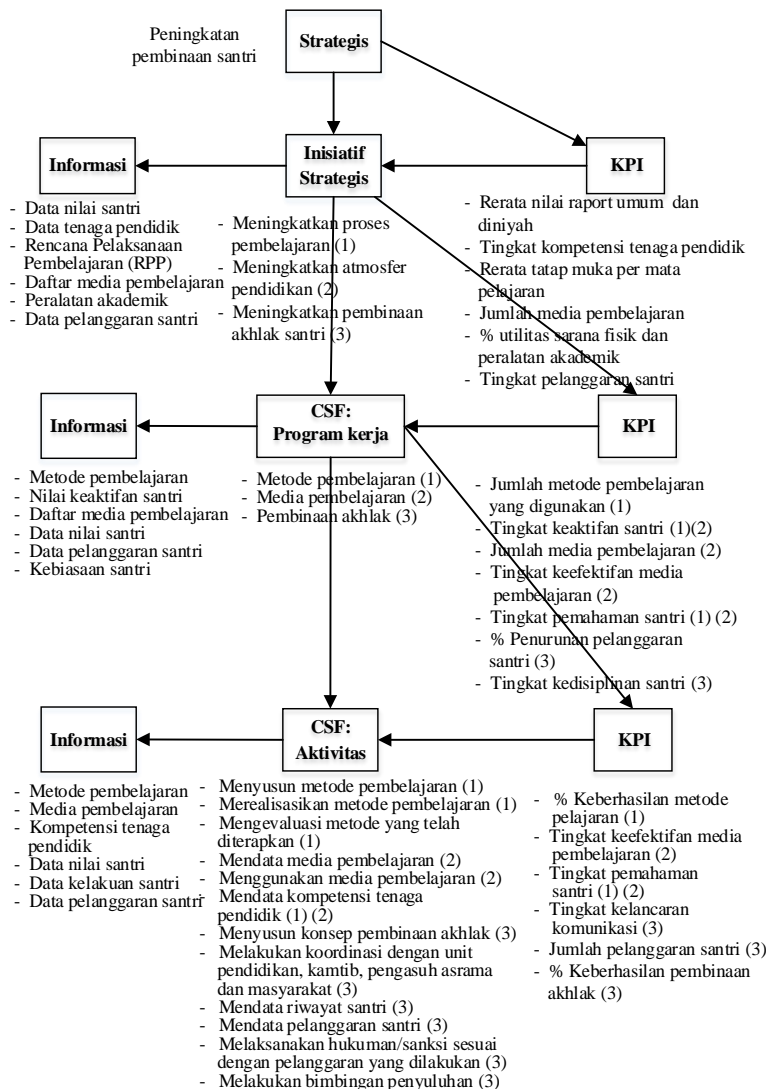 Peningkatan
pembinaan santri
Strategis
Informasi
Inisiatif
Strategis
KPI
- Data nilai santri
- Data tenaga pendidik
- Rencana Pelaksanaan
Pembelajaran (RPP)
- Daftar media pembelajaran
- Peralatan akademik
- Data pelanggaran santri
- Meningkatkan proses
pembelajaran (1)
- Meningkatkan atmosfer
pendidikan (2)
- Meningkatkan pembinaan
akhlak santri (3)
- Rerata nilai raport umum dan
diniyah
- Tingkat kompetensi tenaga pendidik
- Rerata tatap muka per mata
pelajaran
- Jumlah media pembelajaran
- % utilitas sarana fisik dan
peralatan akademik
- Tingkat pelanggaran santri
Informasi
CSF:
Program kerja
KPI
- Metode pembelajaran
- Nilai keaktifan santri
- Daftar media pembelajaran
- Data nilai santri
- Data pelanggaran santri
- Kebiasaan santri
- Metode pembelajaran (1)
- Media pembelajaran (2)
- Pembinaan akhlak (3)
- Jumlah metode pembelajaran
yang digunakan (1)
- Tingkat keaktifan santri (1)(2)
- Jumlah media pembelajaran (2)
- Tingkat keefektifan media
pembelajaran (2)
- Tingkat pemahaman santri (1) (2)
- % Penurunan pelanggaran
santri (3)
- Tingkat kedisiplinan santri (3)
Informasi
CSF:
Aktivitas
KPI
- Metode pembelajaran
- Media pembelajaran
- Kompetensi tenaga
pendidik
- Data nilai santri
- Data kelakuan santri
- Data pelanggaran santri
- Menyusun metode pembelajaran (1)
- Merealisasikan metode pembelajaran (1)
- Mengevaluasi metode yang telah
diterapkan (1)
- Mendata media pembelajaran (2)
- Menggunakan media pembelajaran (2)
- Mendata kompetensi tenaga
pendidik (1) (2)
- Menyusun konsep pembinaan akhlak (3)
- Melakukan koordinasi dengan unit
pendidikan, kamtib, pengasuh asrama
dan masyarakat (3)
- Mendata riwayat santri (3)
- Mendata pelanggaran santri (3)
- Melaksanakan hukuman/sanksi sesuai
dengan pelanggaran yang dilakukan (3)
- Melakukan bimbingan penyuluhan (3)
- % Keberhasilan metode
pelajaran (1)
- Tingkat keefektifan media
pembelajaran (2)
- Tingkat pemahaman
santri (1) (2)
- Tingkat kelancaran
komunikasi (3)
- Jumlah pelanggaran santri (3)
- % Keberhasilan pembinaan
akhlak (3)